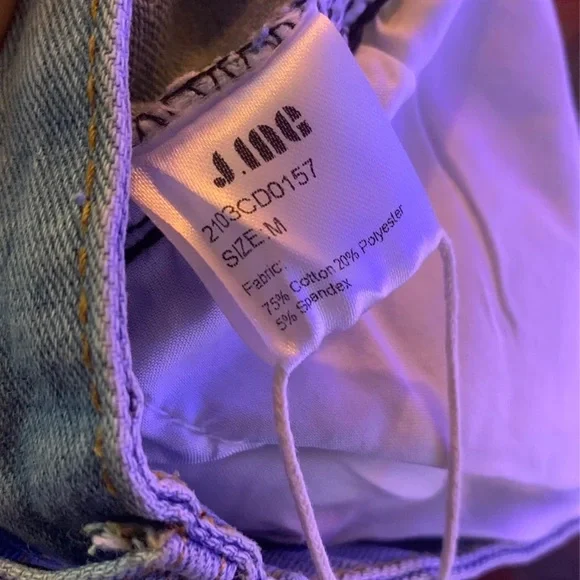 J.ING
2103CD0157
SIZE: M
Fabric:
75% Cotton 20% Polyester
5% Spandex